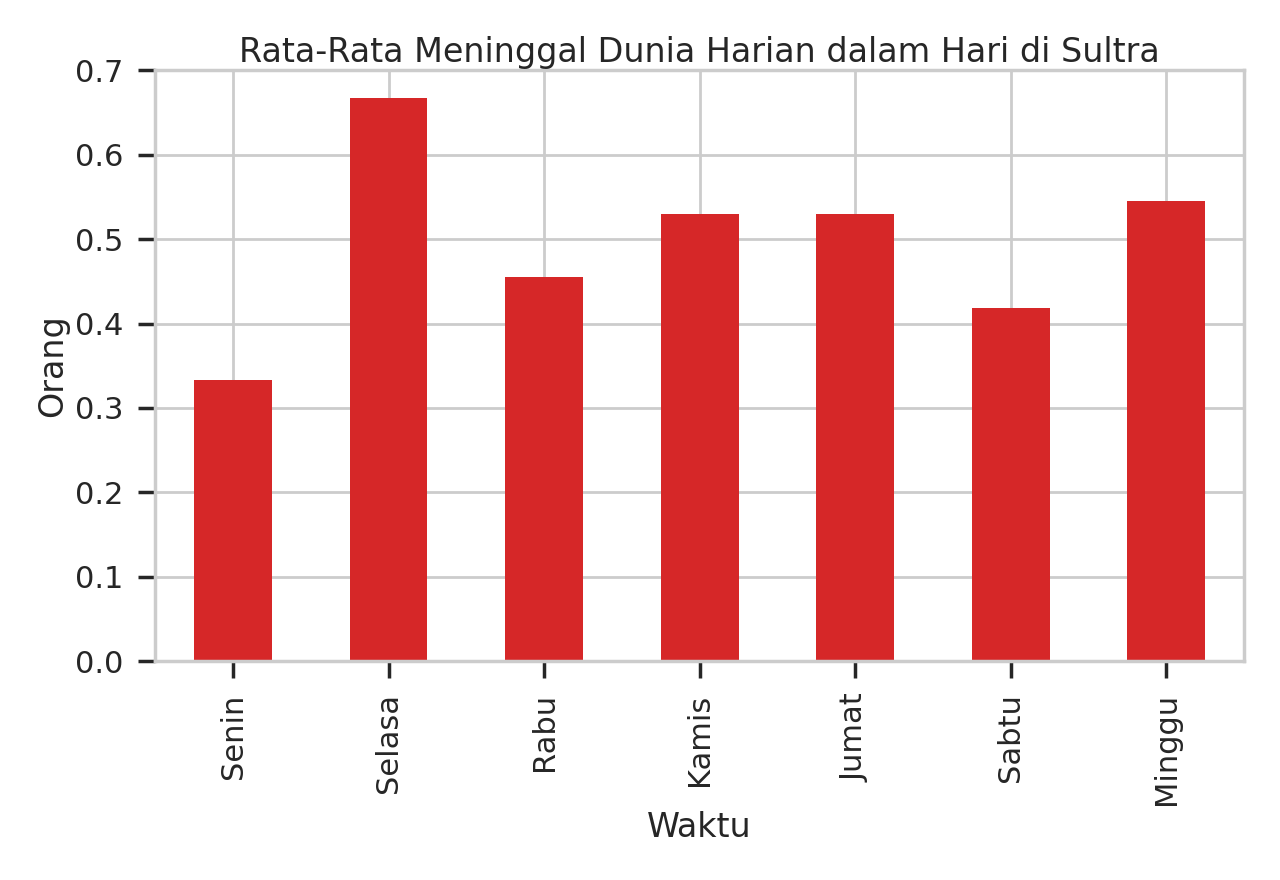 Rata-Rata Meninggal Dunia Harian dalam Hari di Sultra
0.7
0.6
0.5
0.4
0.3
0.2
0.1
0.0
Orang
Senin
Selasa
Rabu
Kamis
Jumat
Sabtu
Minggu
Waktu